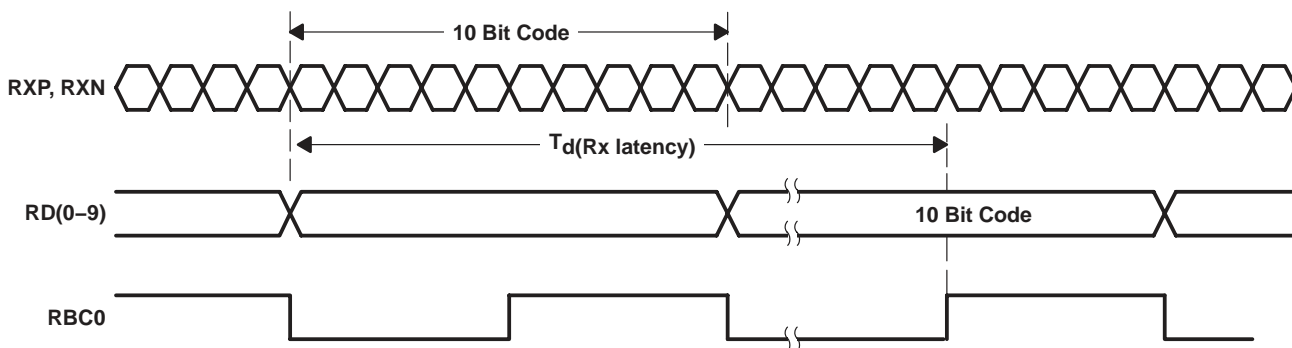 10 Bit Code
RXP, RXN
Td(Rx latency)
RD(0–9)
10 Bit Code
RBC0